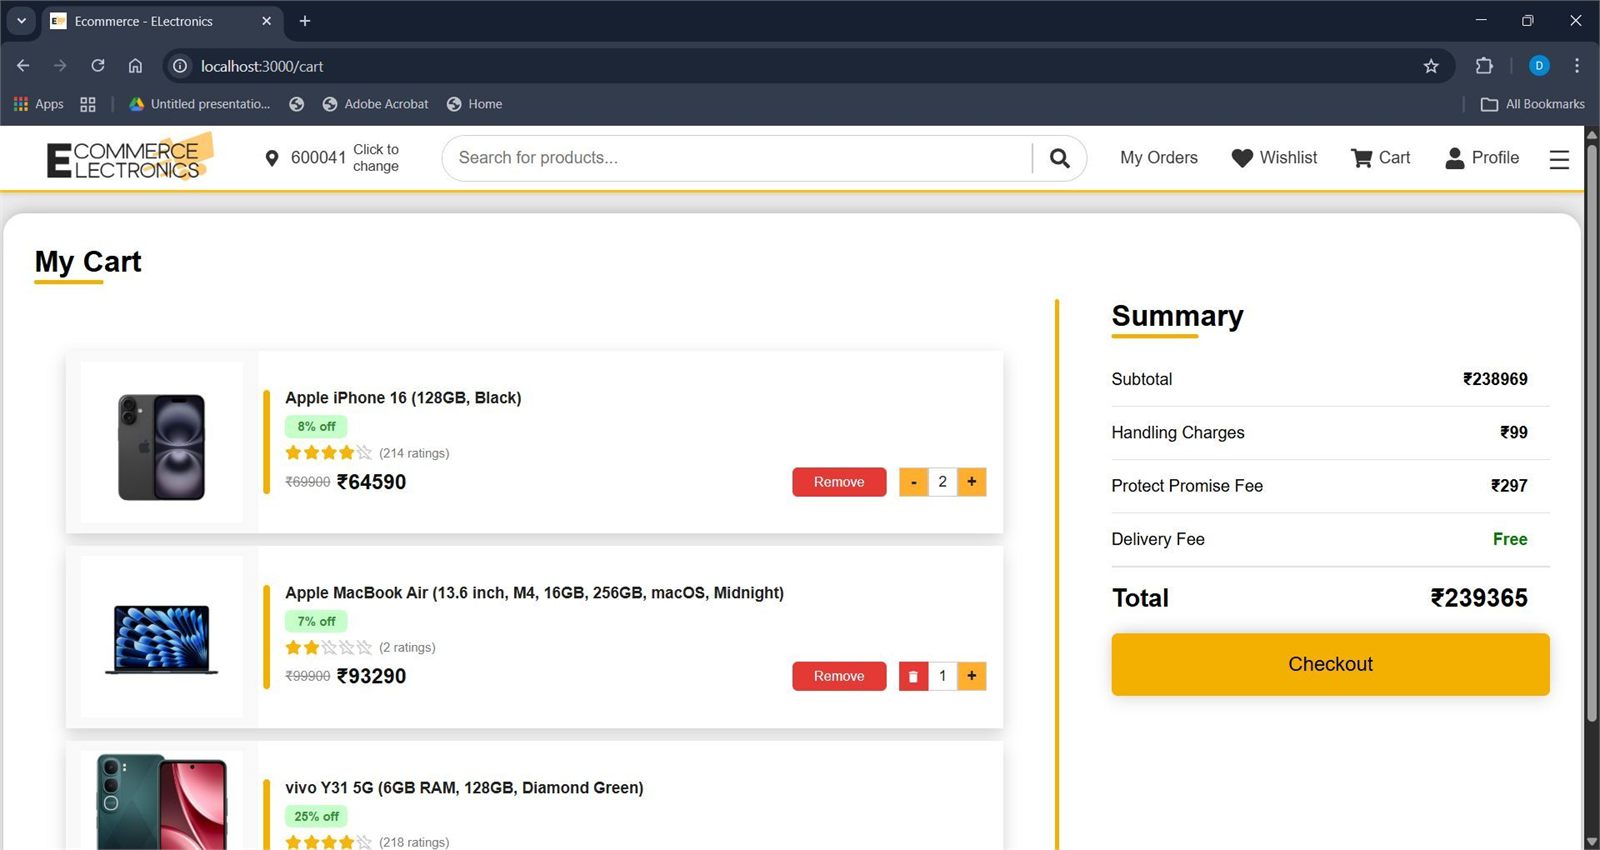 Ecommerce - ELectronics
localhost:3000/cart
D
Apps
Untitled presentatio...
Adobe Acrobat
Home
All Bookmarks
ECOMMERCE
ELECTRONICS
600041
Click to
change
Search for products...
My Orders
Wishlist
Cart
Profile
My Cart
Apple iPhone 16 (128GB, Black)
8% off
(214 ratings)
₹69900 ₹64590
Remove
- 2 +
Apple MacBook Air (13.6 inch, M4, 16GB, 256GB, macOS, Midnight)
7% off
(2 ratings)
₹99900 ₹93290
Remove
1 +
vivo Y31 5G (6GB RAM, 128GB, Diamond Green)
25% off
(218 ratings)
Summary
Subtotal ₹238969
Handling Charges ₹99
Protect Promise Fee ₹297
Delivery Fee Free
Total ₹239365
Checkout